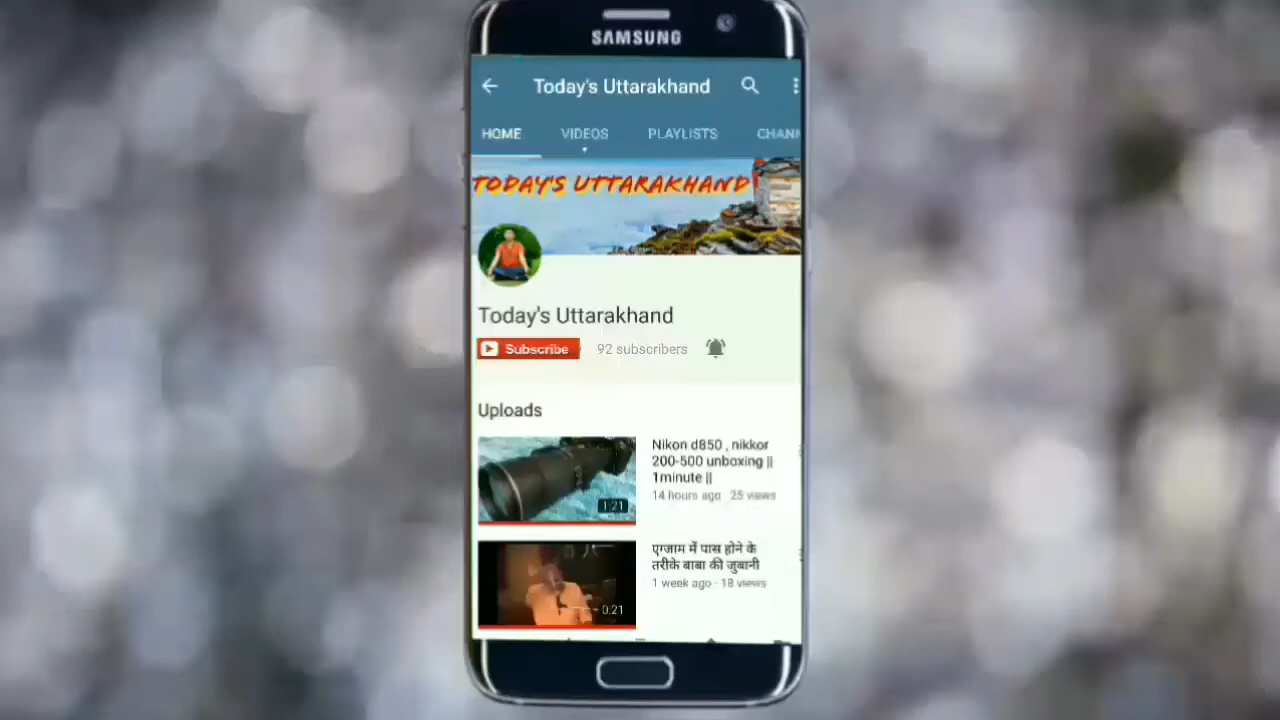 SAMSUNG
Today's Uttarakhand
HOME VIDEOS PLAYLISTS CHANN
TODAY'S UTTARAKHAND
Today's Uttarakhand
Subscribe 92 subscribers
Uploads
Nikon d850 , nikkor
200-500 unboxing ||
1minute ||
14 hours ago · 25 views
1:21
एग्जाम में पास होने के
तरीके बाबा की जुबानी
1 week ago · 18 views
0:21